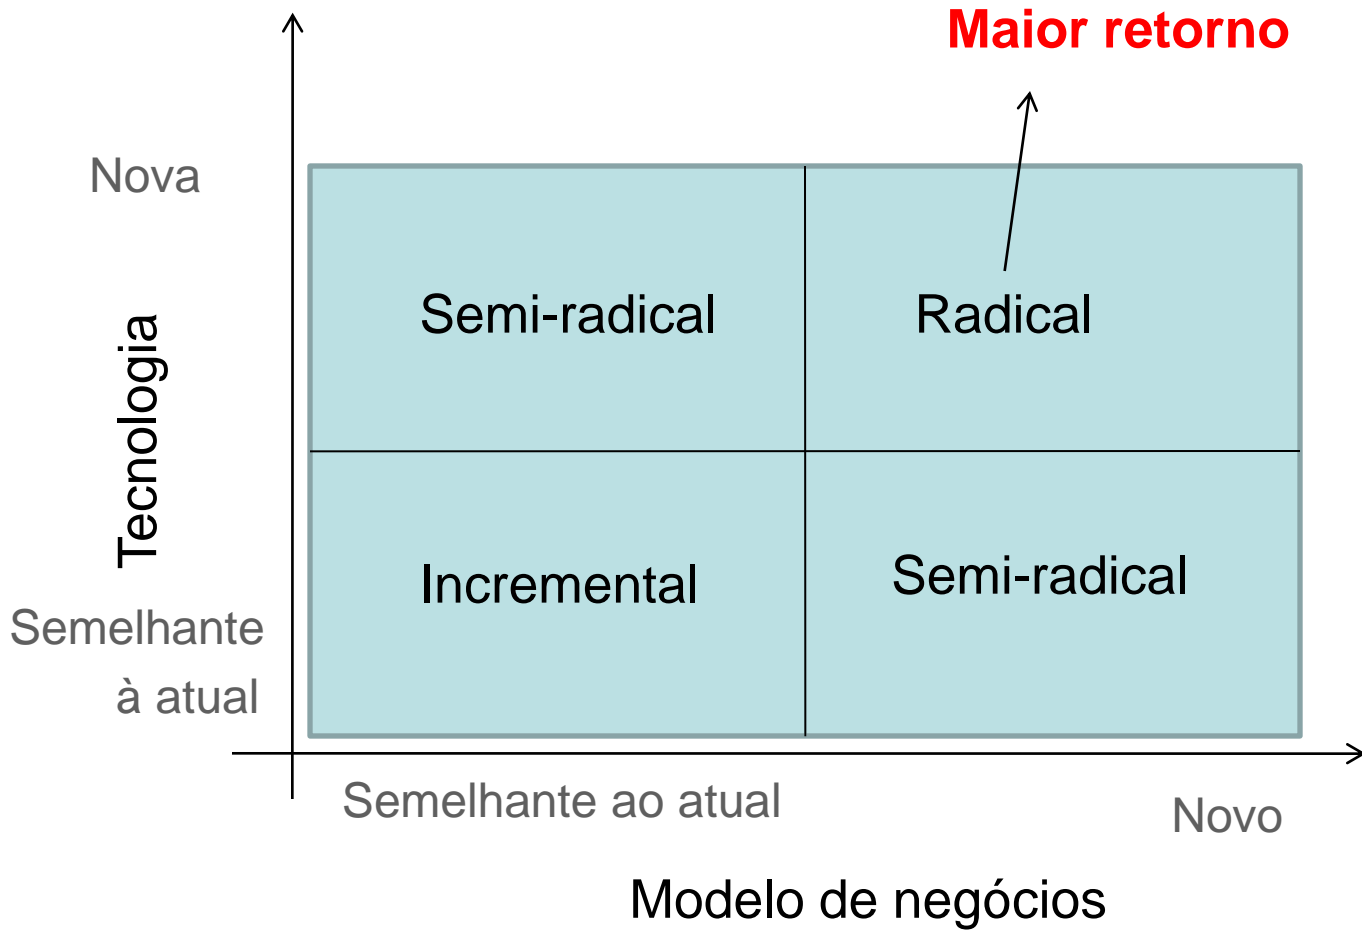 Maior retorno
Nova
Semi-radical
Radical
Tecnologia
Incremental
Semi-radical
Semelhante
à atual
Semelhante ao atual
Novo
Modelo de negócios